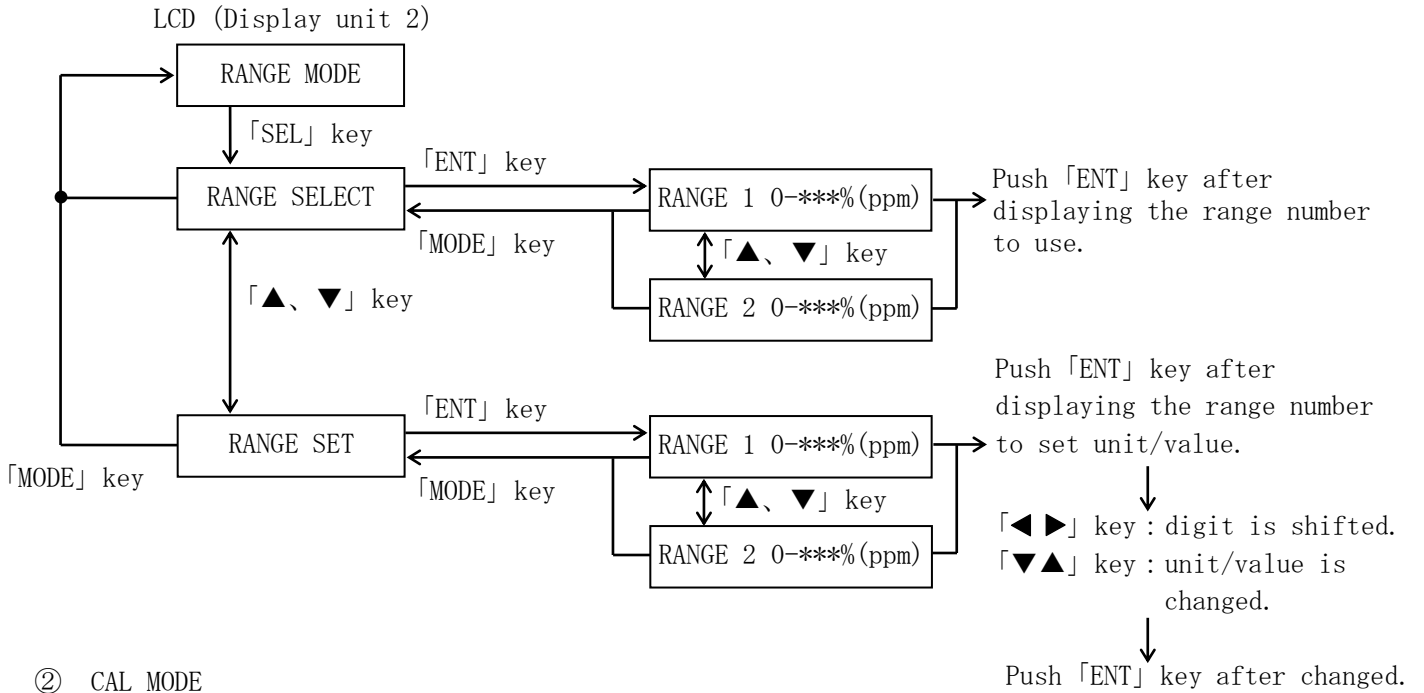 LCD (Display unit 2)
RANGE MODE
「SEL」 key
RANGE SELECT
「ENT」 key
「MODE」 key
RANGE 1 0-***%(ppm)
「▲、▼」 key
RANGE 2 0-***%(ppm)
Push 「ENT」 key after
displaying the range number
to use.
「▲、▼」 key
RANGE SET
「MODE」 key
「ENT」 key
「MODE」 key
RANGE 1 0-***%(ppm)
「▲、▼」 key
RANGE 2 0-***%(ppm)
Push 「ENT」 key after
displaying the range number
to set unit/value.
「◀ ▶」 key：digit is shifted.
「▼▲」 key：unit/value is
changed.
Push 「ENT」 key after changed.
② CAL MODE